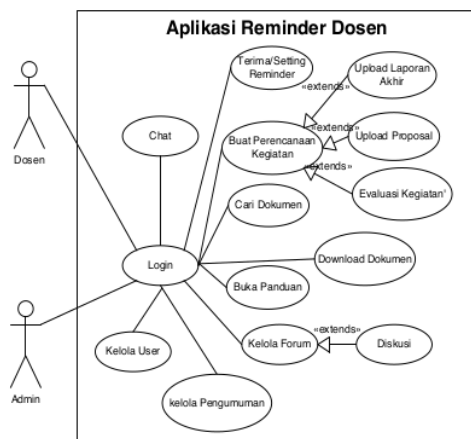 Aplikasi Reminder Dosen
Terima/Setting
Reminder
Upload Laporan
Akhir
«extends»
Dosen
Chat
Buat Perencanaan
Kegiatan
«extends»
Upload Proposal
«extends»
Evaluasi Kegiatan'
Cari Dokumen
Login
Download Dokumen
Buka Panduan
Admin
Kelola User
Kelola Forum
«extends»
Diskusi
kelola Pengumuman